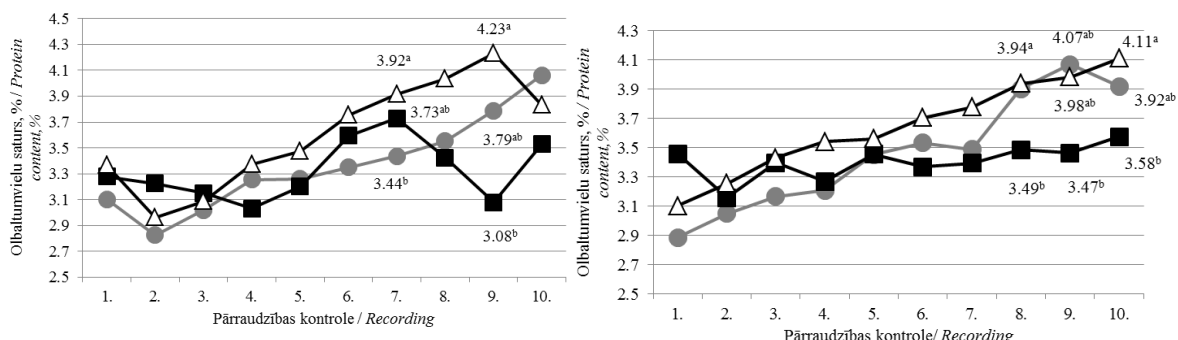 Olbaltumvielu saturs, % / Protein
content,%
4.5
4.3
4.1
3.9
3.7
3.5
3.3
3.1
2.9
2.7
2.5
4.23ᵃ
3.92ᵃ
3.73ᵃᵇ
3.79ᵃᵇ
3.44ᵇ
3.08ᵇ
1. 2. 3. 4. 5. 6. 7. 8. 9. 10.
Pārraudzības kontrole / Recording
Olbaltumvielu saturs, % / Protein
content,%
4.3
4.1
3.9
3.7
3.5
3.3
3.1
2.9
2.7
2.5
4.07ᵃᵇ
4.11ᵃ
3.94ᵃ
3.98ᵃᵇ
3.92ᵃᵇ
3.58ᵇ
3.49ᵇ
3.47ᵇ
1. 2. 3. 4. 5. 6. 7. 8. 9. 10.
Pārraudzības kontrole/ Recording